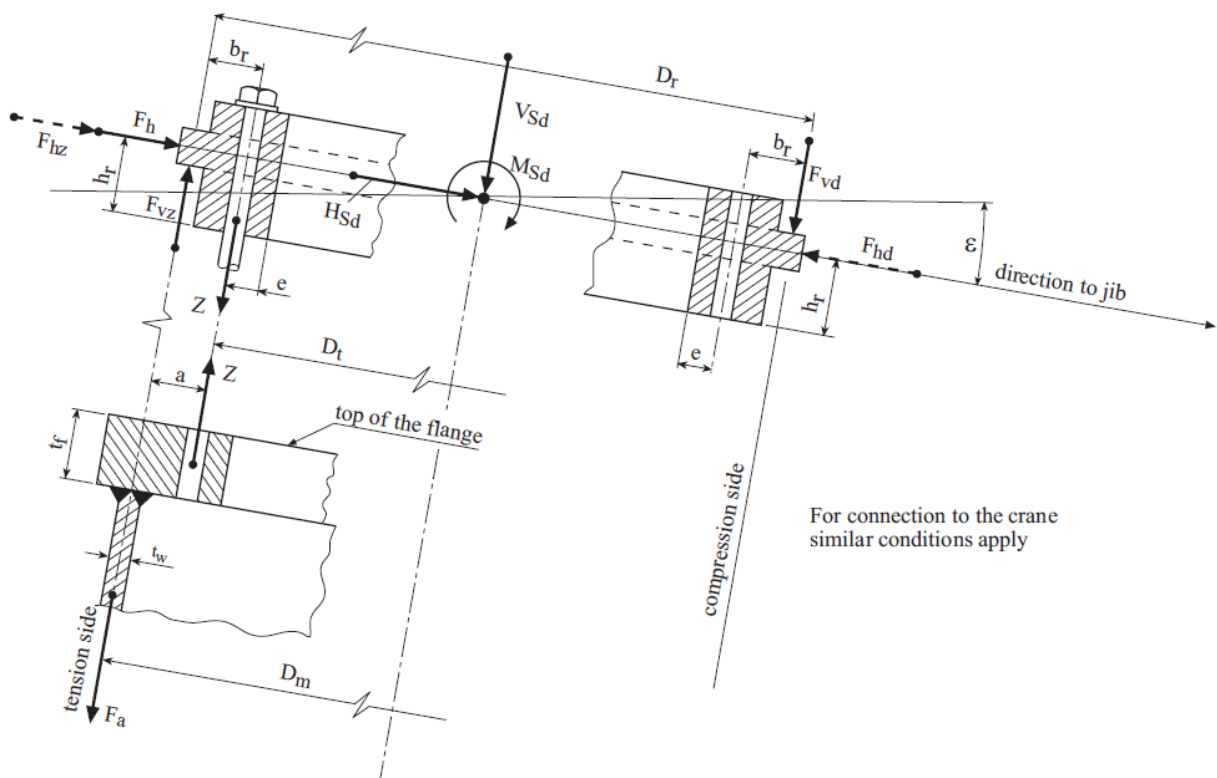 b_r
D_r
V_Sd
F_h
F_hz
h_r
F_vz
M_Sd
H_Sd
b_r
F_vd
F_hd
ε
direction to jib
h_r
e
Z
e
D_t
a
Z
top of the flange
t_f
t_w
compression side
For connection to the crane
similar conditions apply
tension side
D_m
F_a